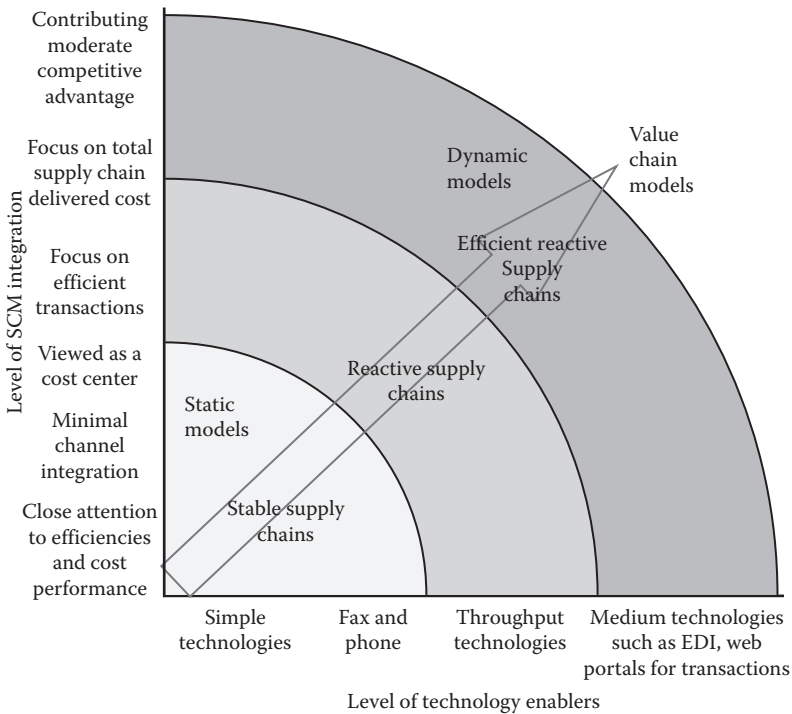 Contributing
moderate
competitive
advantage
Focus on total
supply chain
delivered cost
Focus on
efficient
transactions
Viewed as a
cost center
Minimal
channel
integration
Close attention
to efficiencies
and cost
performance
Level of SCM integration
Value
chain
models
Dynamic
models
Efficient reactive
Supply
chains
Reactive supply
chains
Static
models
Stable supply
chains
Simple
technologies
Fax and
phone
Throughput
technologies
Medium technologies
such as EDI, web
portals for transactions
Level of technology enablers